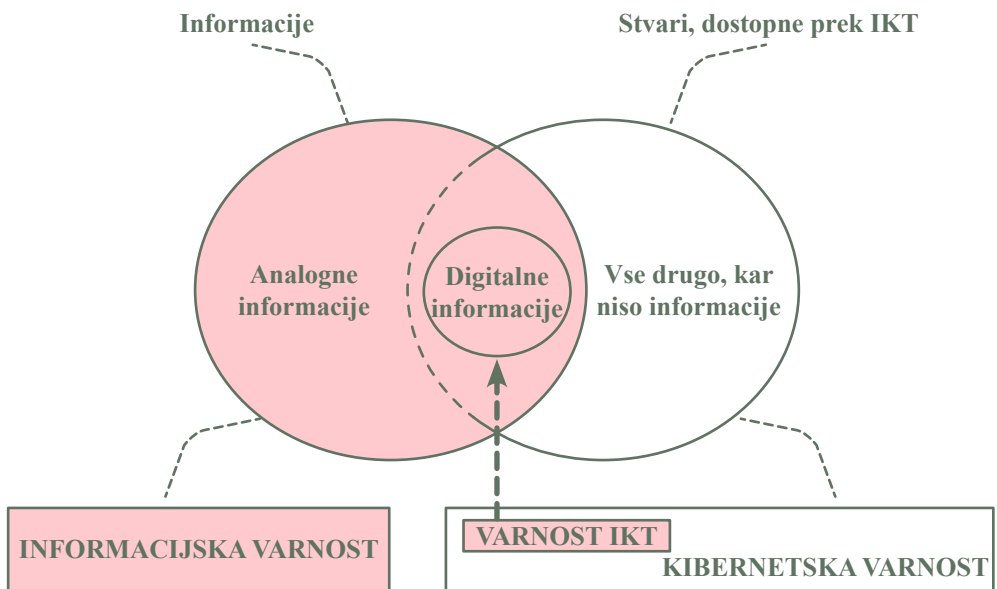 Informacije
Stvari, dostopne prek IKT
Analogne
informacije
Digitalne
informacije
Vse drugo, kar
niso informacije
INFORMACIJSKA VARNOST
VARNOST IKT
KIBERNETSKA VARNOST